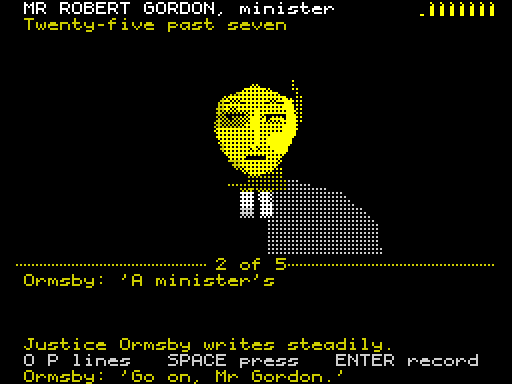 MR ROBERT GORDON, minister
Twenty-five past seven
2 of 5
Ormsby: 'A minister's
Justice Ormsby writes steadily.
O P lines   SPACE press   ENTER record
Ormsby: 'Go on, Mr Gordon.'